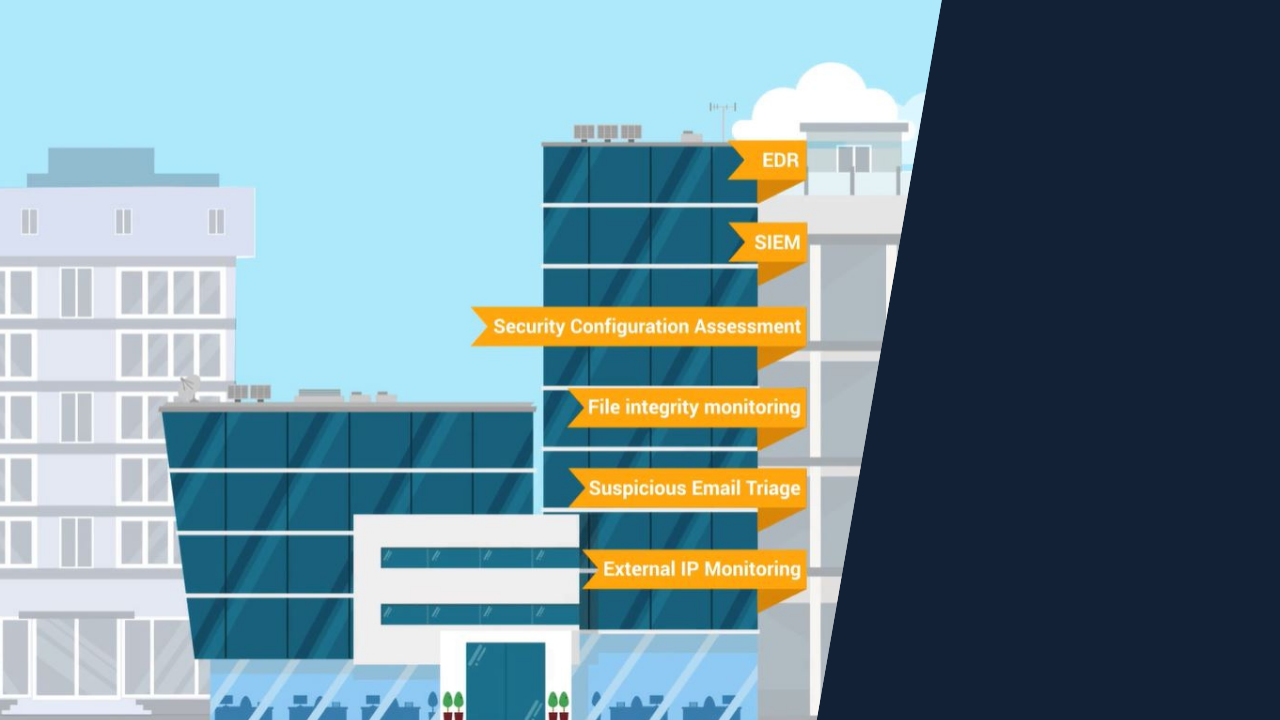 EDR
SIEM
Security Configuration Assessment
File integrity monitoring
Suspicious Email Triage
External IP Monitoring